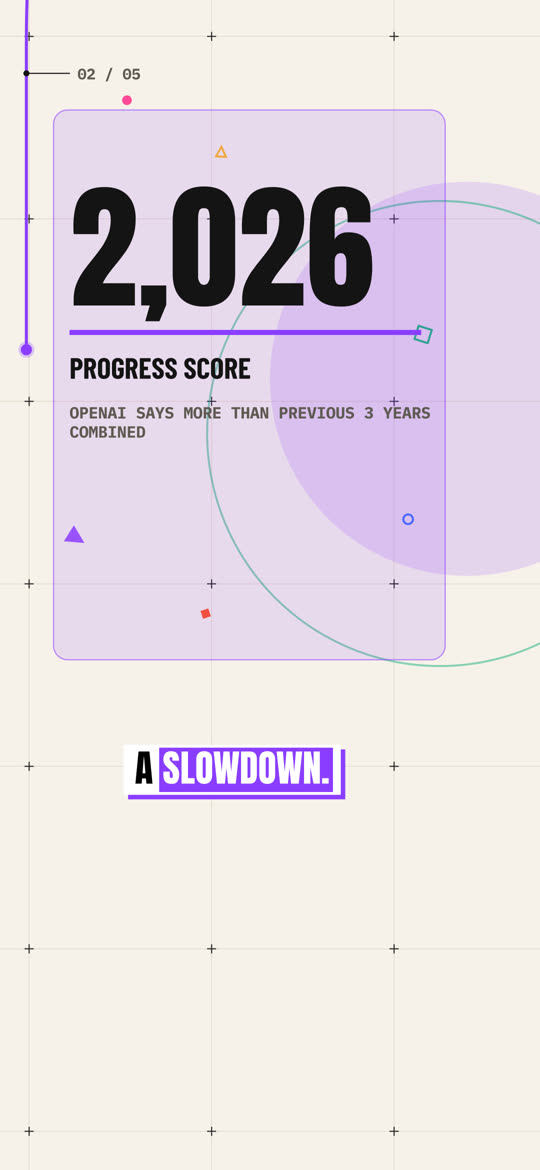 02 / 05
2,026
PROGRESS SCORE
OPENAI SAYS MORE THAN PREVIOUS 3 YEARS
COMBINED
A SLOWDOWN.